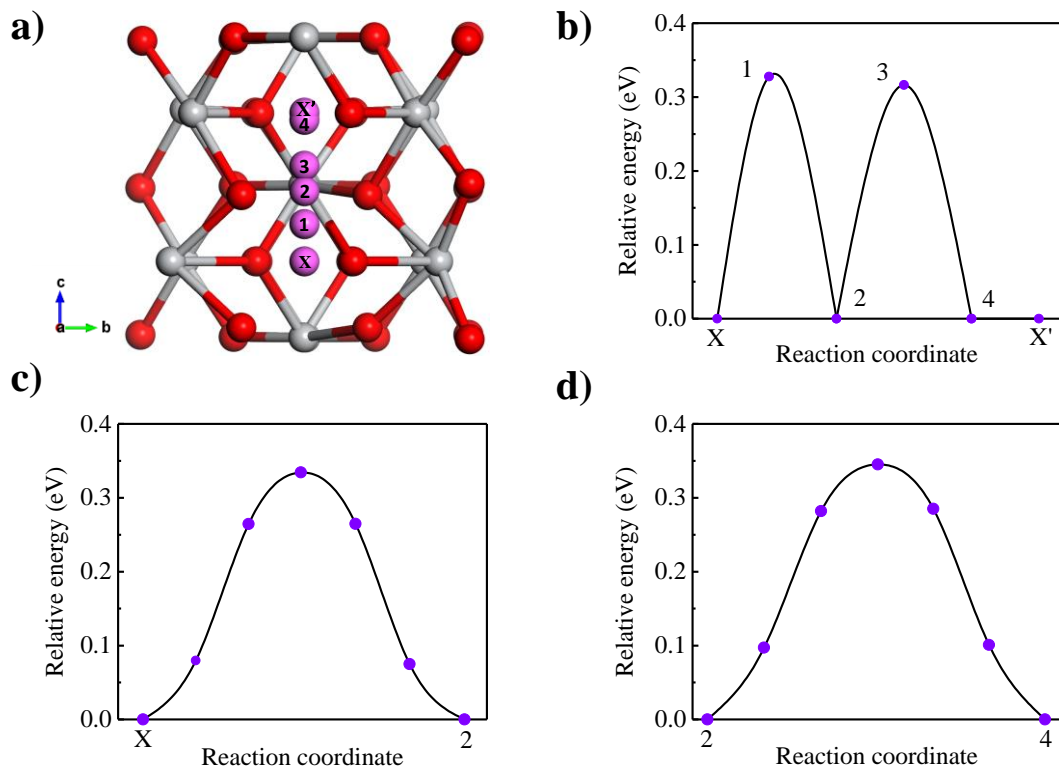 a)
X'
4
3
2
1
X
c
a b
b)
0.4
0.3
0.2
0.1
0.0
Relative energy (eV)
1
3
2
4
X
X'
Reaction coordinate
c)
0.4
0.3
0.2
0.1
0.0
Relative energy (eV)
X
2
Reaction coordinate
d)
0.4
0.3
0.2
0.1
0.0
Relative energy (eV)
2
4
Reaction coordinate